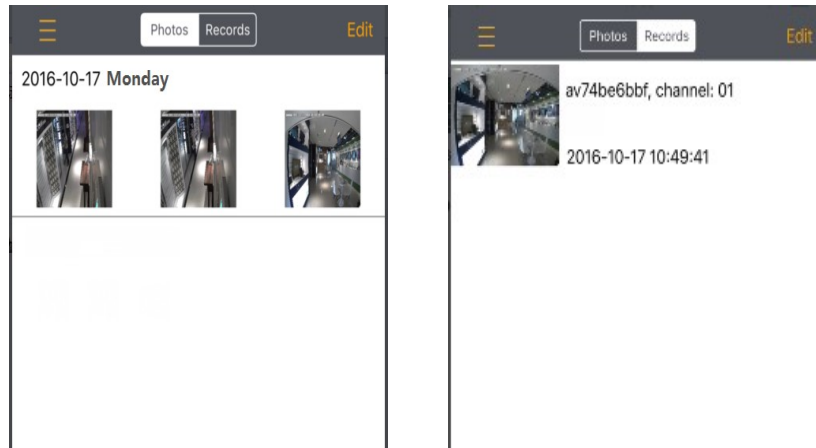 Photos Records Edit
2016-10-17 Monday
Photos Records Edit
av74be6bbf, channel: 01
2016-10-17 10:49:41